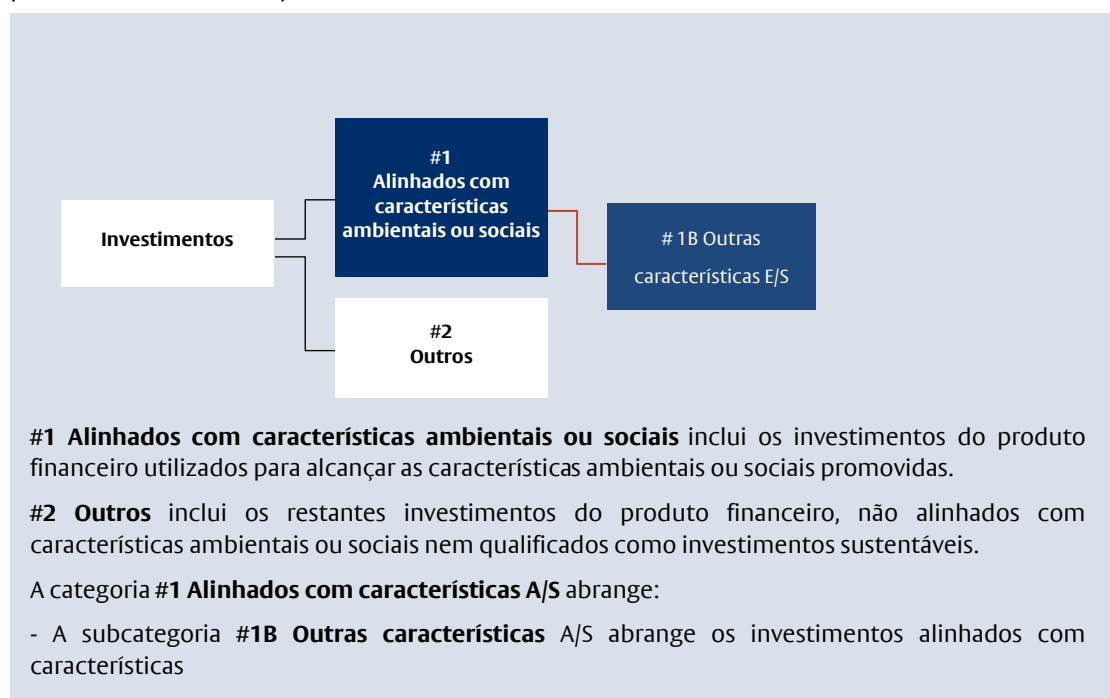 #1
Alinhados com
características
ambientais ou sociais
Investimentos
# 1B Outras
características E/S
#2
Outros
#1 Alinhados com características ambientais ou sociais inclui os investimentos do produto
financeiro utilizados para alcançar as características ambientais ou sociais promovidas.
#2 Outros inclui os restantes investimentos do produto financeiro, não alinhados com
características ambientais ou sociais nem qualificados como investimentos sustentáveis.
A categoria #1 Alinhados com características A/S abrange:
- A subcategoria #1B Outras características A/S abrange os investimentos alinhados com
características